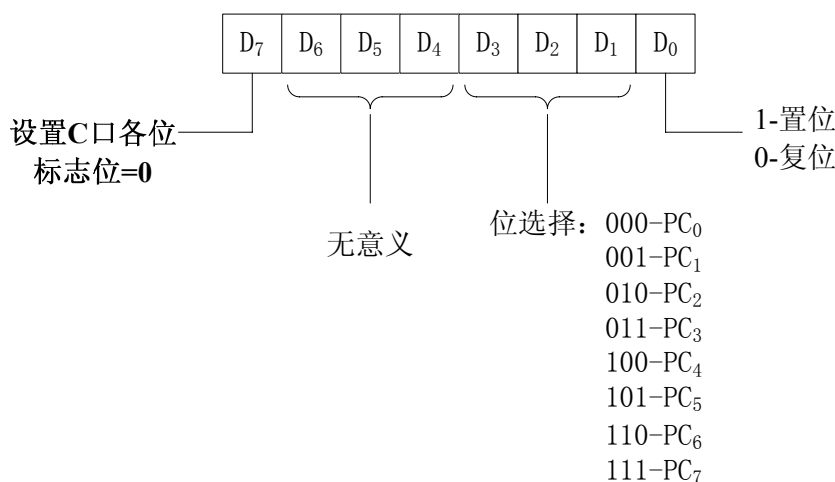 D₇ D₆ D₅ D₄ D₃ D₂ D₁ D₀
设置C口各位
标志位=0
无意义
位选择：000-PC₀
001-PC₁
010-PC₂
011-PC₃
100-PC₄
101-PC₅
110-PC₆
111-PC₇
1-置位
0-复位